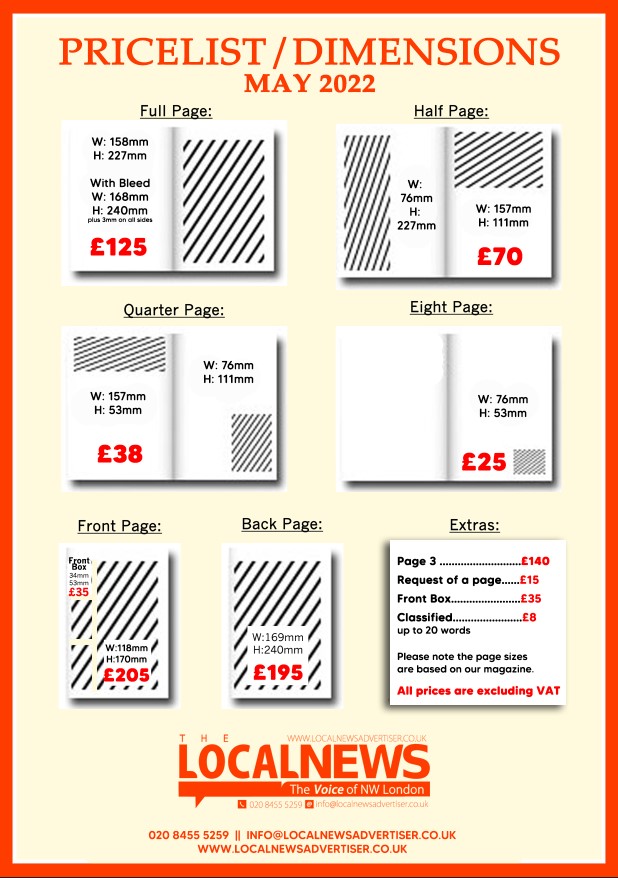 PRICELIST / DIMENSIONS
MAY 2022
Full Page:
W: 158mm
H: 227mm
With Bleed
W: 168mm
H: 240mm
plus 3mm on all sides
£125
Half Page:
W:
76mm
H:
227mm
W: 157mm
H: 111mm
£70
Quarter Page:
W: 157mm
H: 53mm
£38
W: 76mm
H: 111mm
Eight Page:
W: 76mm
H: 53mm
£25
Front Page:
Front
Box
34mm
53mm
£35
W:118mm
H:170mm
£205
Back Page:
W:169mm
H:240mm
£195
Extras:
Page 3 ............................£140
Request of a page......£15
Front Box.......................£35
Classified........................£8
up to 20 words
Please note the page sizes
are based on our magazine.
All prices are excluding VAT
THE
WWW.LOCALNEWSADVERTISER.CO.UK
LOCALNEWS
The Voice of NW London
020 8455 5259 info@localnewsadvertiser.co.uk
020 8455 5259 || INFO@LOCALNEWSADVERTISER.CO.UK
WWW.LOCALNEWSADVERTISER.CO.UK